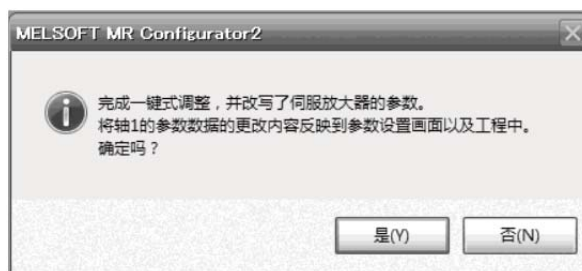 MELSOFT MR Configurator2
完成一键式调整，并改写了伺服放大器的参数。
将轴1的参数数据的更改内容反映到参数设置画面以及工程中。
确定吗？
是(Y)
否(N)